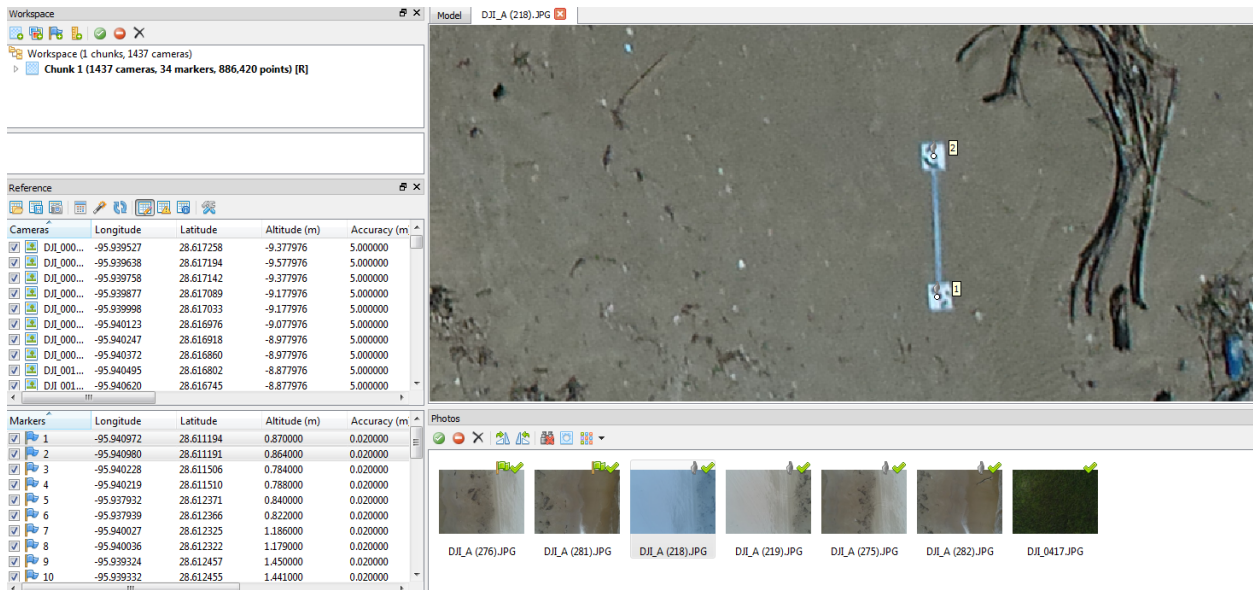 Workspace
Workspace (1 chunks, 1437 cameras)
Chunk 1 (1437 cameras, 34 markers, 886,420 points) [R]
Reference
Cameras Longitude Latitude Altitude (m) Accuracy (m
DJI_000... -95.939527 28.617258 -9.377976 5.000000
DJI_000... -95.939638 28.617194 -9.577976 5.000000
DJI_000... -95.939758 28.617142 -9.377976 5.000000
DJI_000... -95.939877 28.617089 -9.177976 5.000000
DJI_000... -95.939998 28.617033 -9.177976 5.000000
DJI_000... -95.940123 28.616976 -9.077976 5.000000
DJI_000... -95.940247 28.616918 -8.977976 5.000000
DJI_000... -95.940372 28.616860 -8.977976 5.000000
DJI_001... -95.940495 28.616802 -8.877976 5.000000
DJI 001... -95.940620 28.616745 -8.877976 5.000000
Markers Longitude Latitude Altitude (m) Accuracy (m
1 -95.940972 28.611194 0.870000 0.020000
2 -95.940980 28.611191 0.864000 0.020000
3 -95.940228 28.611506 0.784000 0.020000
4 -95.940219 28.611510 0.788000 0.020000
5 -95.937932 28.612371 0.840000 0.020000
6 -95.937939 28.612366 0.822000 0.020000
7 -95.940027 28.612325 1.186000 0.020000
8 -95.940036 28.612322 1.179000 0.020000
9 -95.939324 28.612457 1.450000 0.020000
10 -95.939332 28.612455 1.441000 0.020000
Model DJI_A (218).JPG
2
1
Photos
DJI_A (276).JPG DJI_A (281).JPG DJI_A (218).JPG DJI_A (219).JPG DJI_A (275).JPG DJI_A (282).JPG DJI_0417.JPG